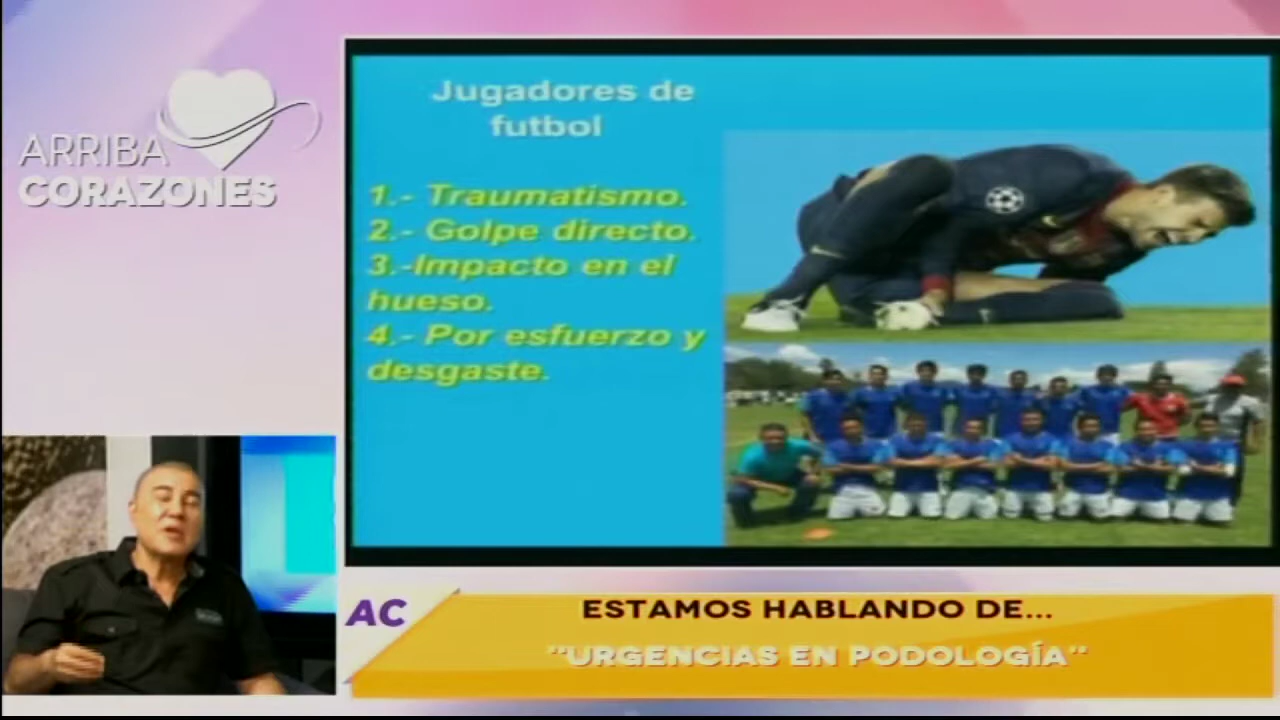 ARRIBA
CORAZONES
Jugadores de
futbol
1.- Traumatismo.
2.- Golpe directo.
3.-Impacto en el
hueso.
4.- Por esfuerzo y
desgaste.
AC
ESTAMOS HABLANDO DE...
"URGENCIAS EN PODOLOGÍA"